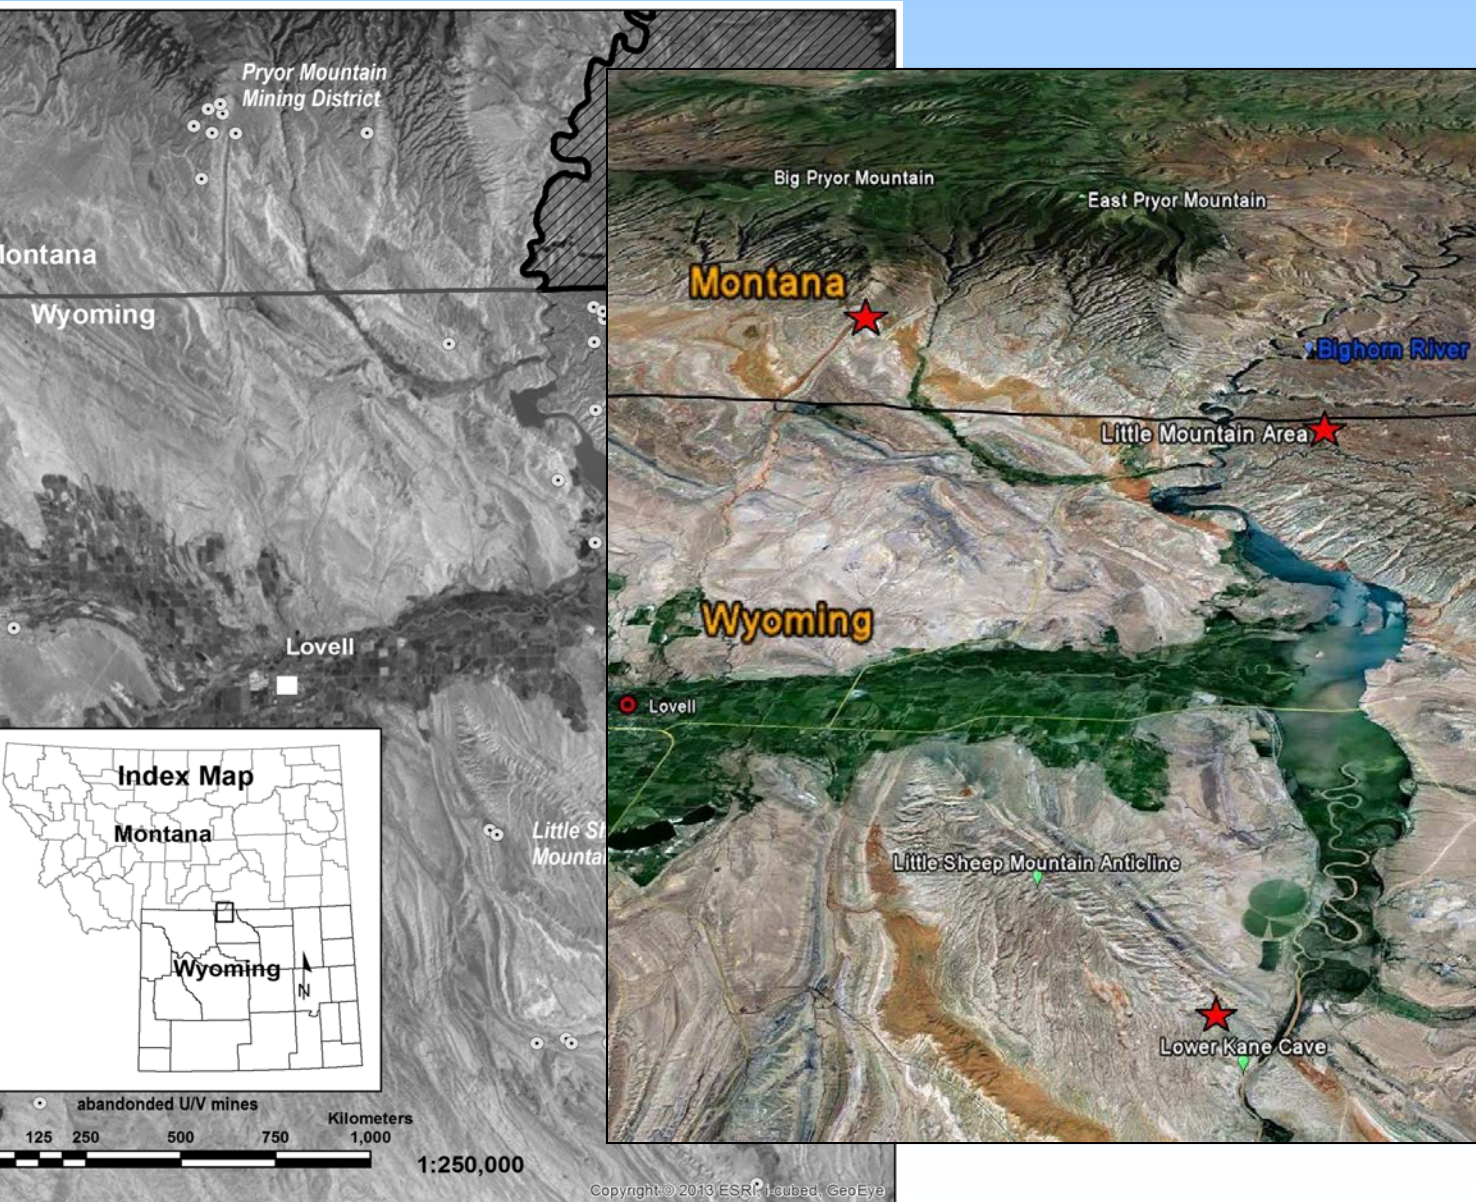 Pryor Mountain
Mining District
Montana
Wyoming
Lovell
Little
Index Map
Montana
Wyoming
N
abandonded U/V mines
Kilometers
125 250 500 750 1,000
1:250,000
Copyright:© 2013 ESRI, i-cubed, GeoEye
Big Pryor Mountain
East Pryor Mountain
Montana
Bighorn River
Little Mountain Area
Wyoming
Lovell
Little Sheep Mountain Anticline
Lower Kane Cave